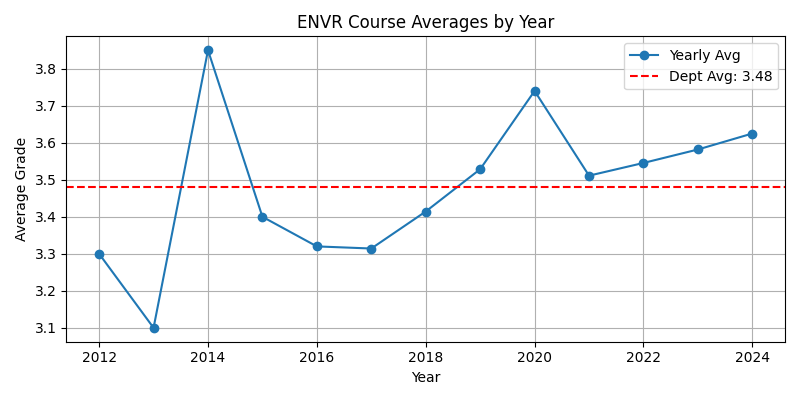 ENVR Course Averages by Year
Yearly Avg
Dept Avg: 3.48
Average Grade
3.8
3.7
3.6
3.5
3.4
3.3
3.2
3.1
2012 2014 2016 2018 2020 2022 2024
Year